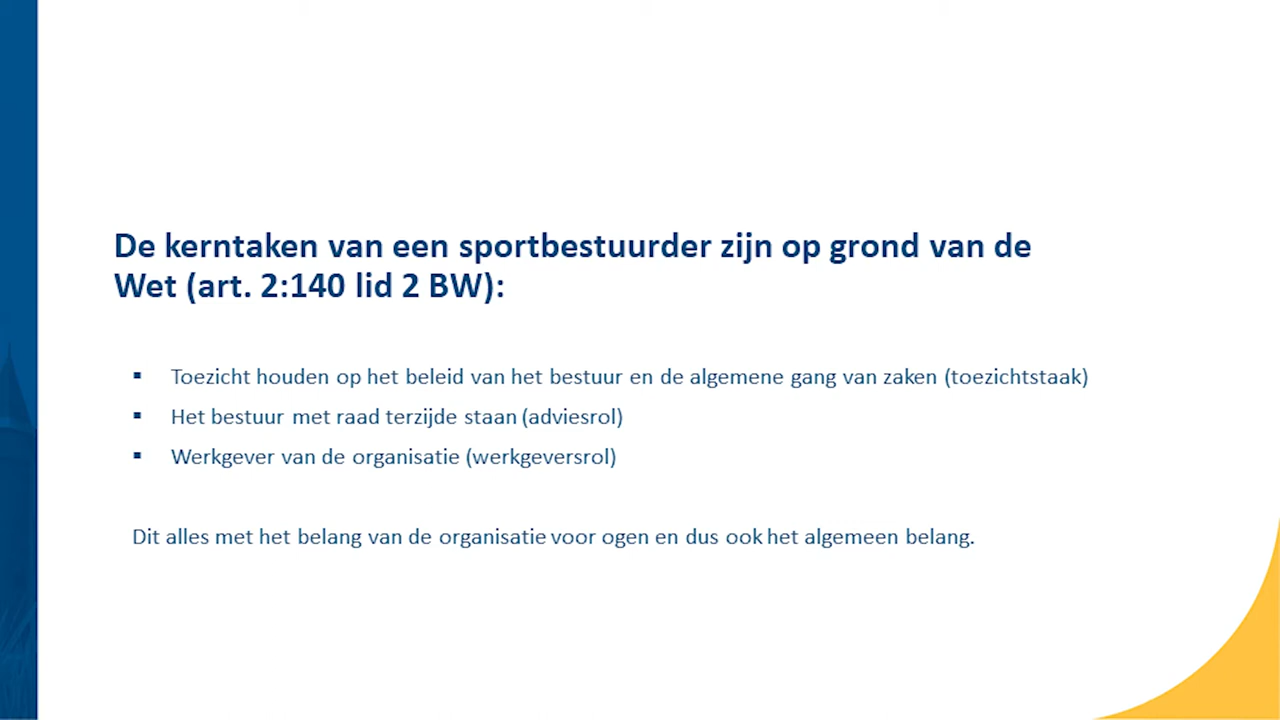 De kerntaken van een sportbestuurder zijn op grond van de
Wet (art. 2:140 lid 2 BW):
▪ Toezicht houden op het beleid van het bestuur en de algemene gang van zaken (toezichtstaak)
▪ Het bestuur met raad terzijde staan (adviesrol)
▪ Werkgever van de organisatie (werkgeversrol)
Dit alles met het belang van de organisatie voor ogen en dus ook het algemeen belang.